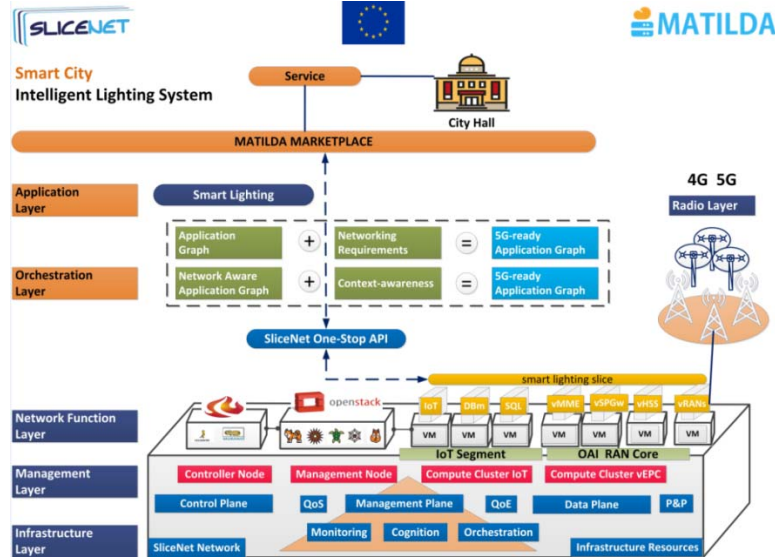 SLICENET
MATILDA
Smart City
Intelligent Lighting System
Service
City Hall
MATILDA MARKETPLACE
Application
Layer
Smart Lighting
4G 5G
Radio Layer
Application
Graph
+
Networking
Requirements
=
5G-ready
Application Graph
Orchestration
Layer
Network Aware
Application Graph
+
Context-awareness
=
5G-ready
Application Graph
SliceNet One-Stop API
smart lighting slice
openstack
IoT
DBm
SQL
vMME
vSPGw
vHSS
vRANs
Network Function
Layer
VM
VM
VM
VM
VM
VM
VM
IoT Segment
OAI RAN Core
Management
Layer
Controller Node
Management Node
Compute Cluster IoT
Compute Cluster vEPC
Control Plane
QoS
Management Plane
QoE
Data Plane
P&P
Monitoring
Cognition
Orchestration
Infrastructure
Layer
SliceNet Network
Infrastructure Resources